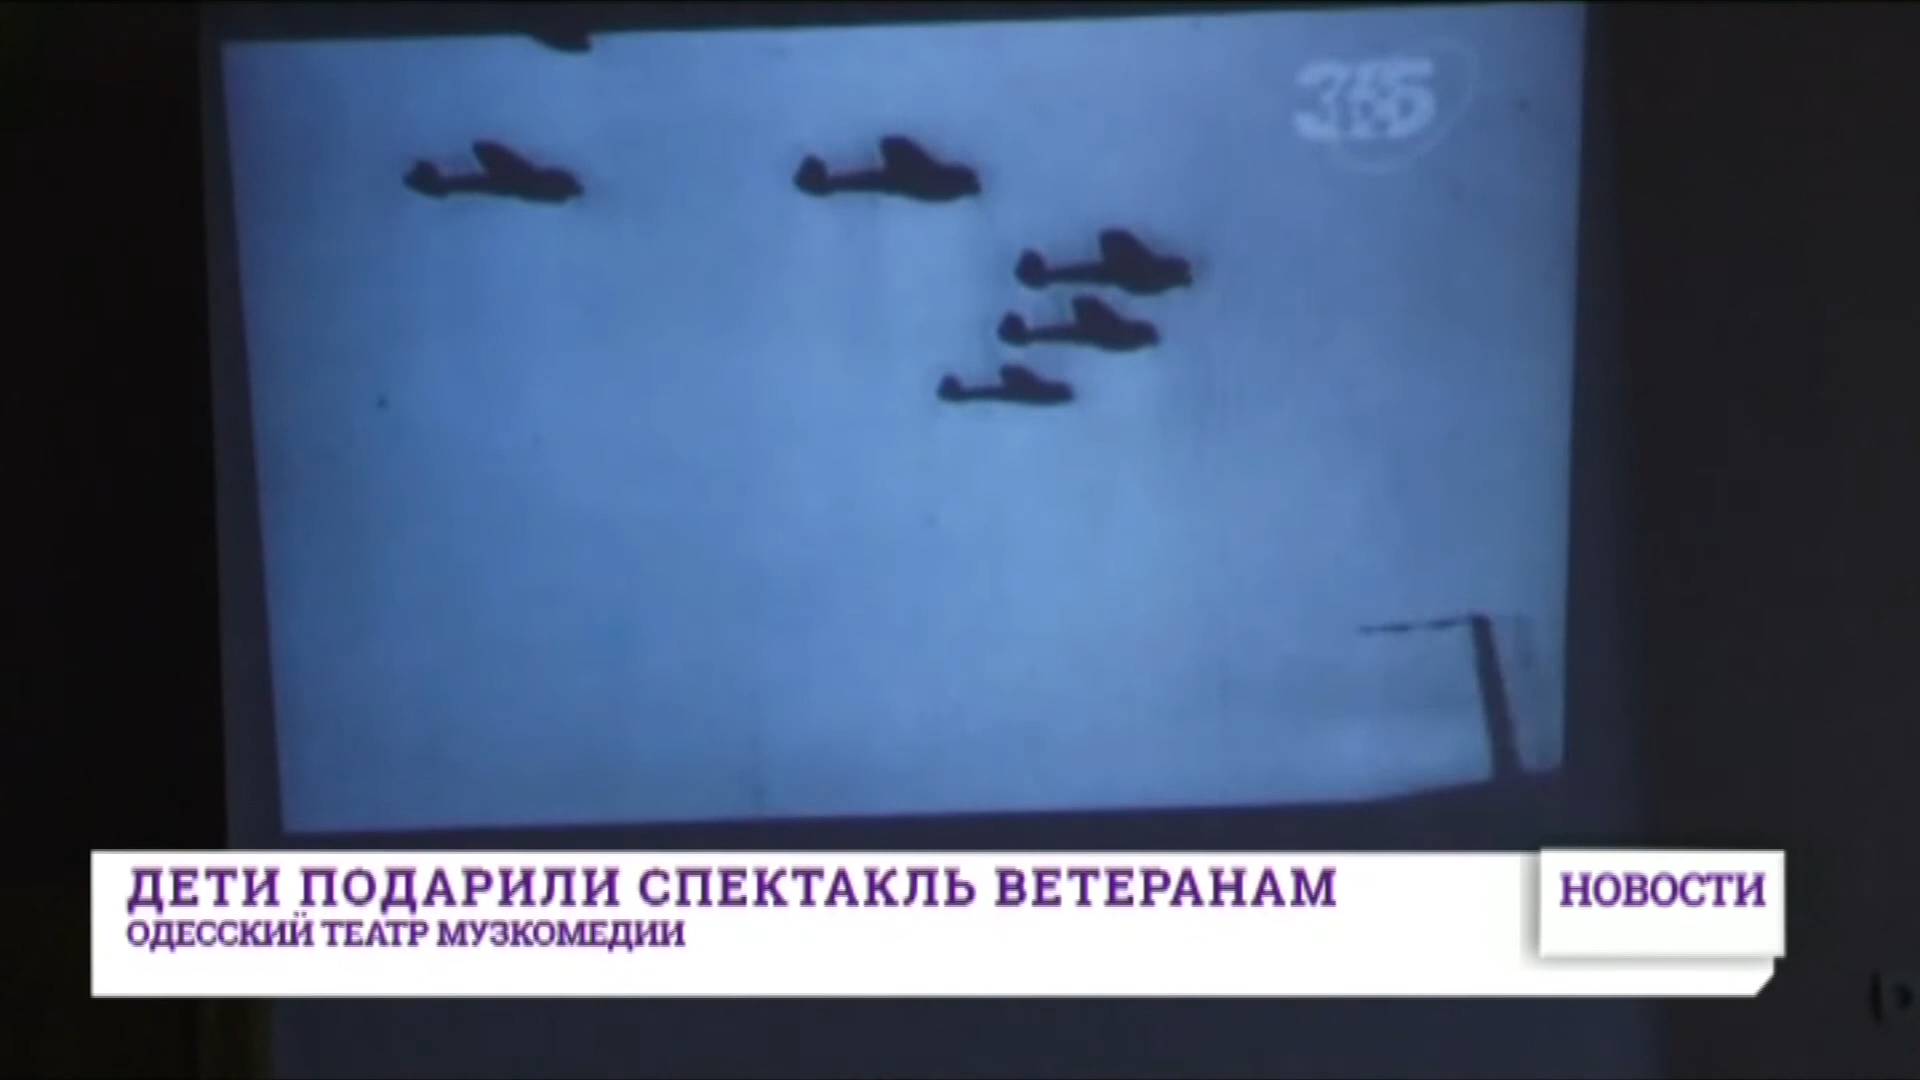 365
ДЕТИ ПОДАРИЛИ СПЕКТАКЛЬ ВЕТЕРАНАМ
НОВОСТИ
ОДЕССКИЙ ТЕАТР МУЗКОМЕДИИ